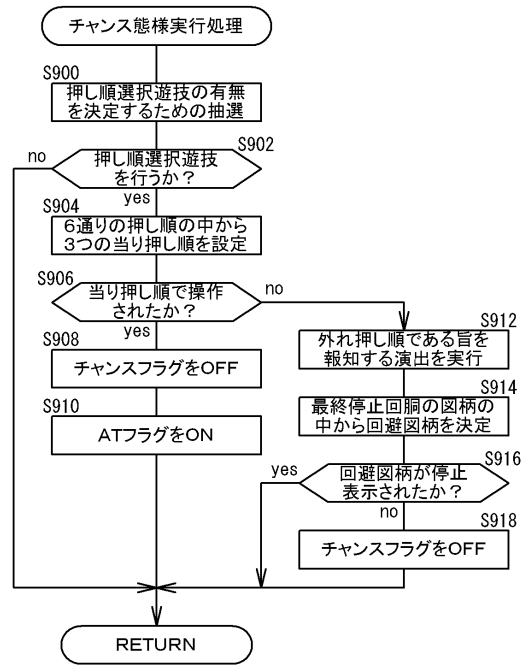 チャンス態様実行処理
S900
押し順選択遊技の有無
を決定するための抽選
S902
押し順選択遊技
を行うか？
no
yes
S904
６通りの押し順の中から
３つの当り押し順を設定
S906
当り押し順で操作
されたか？
no
yes
S908
チャンスフラグをOFF
S910
ATフラグをON
S912
外れ押し順である旨を
報知する演出を実行
S914
最終停止回胴の図柄の
中から回避図柄を決定
S916
回避図柄が停止
表示されたか？
yes
no
S918
チャンスフラグをOFF
RETURN